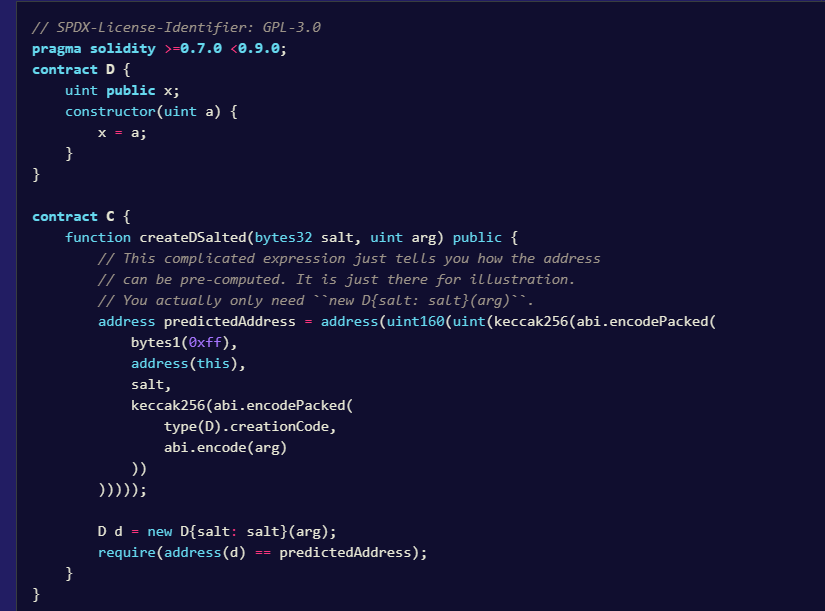 // SPDX-License-Identifier: GPL-3.0
pragma solidity >=0.7.0 <0.9.0;
contract D {
    uint public x;
    constructor(uint a) {
        x = a;
    }
}

contract C {
    function createDSalted(bytes32 salt, uint arg) public {
        // This complicated expression just tells you how the address
        // can be pre-computed. It is just there for illustration.
        // You actually only need ``new D{salt: salt}(arg)``.
        address predictedAddress = address(uint160(uint(keccak256(abi.encodePacked(
            bytes1(0xff),
            address(this),
            salt,
            keccak256(abi.encodePacked(
                type(D).creationCode,
                abi.encode(arg)
            ))
        )))));

        D d = new D{salt: salt}(arg);
        require(address(d) == predictedAddress);
    }
}